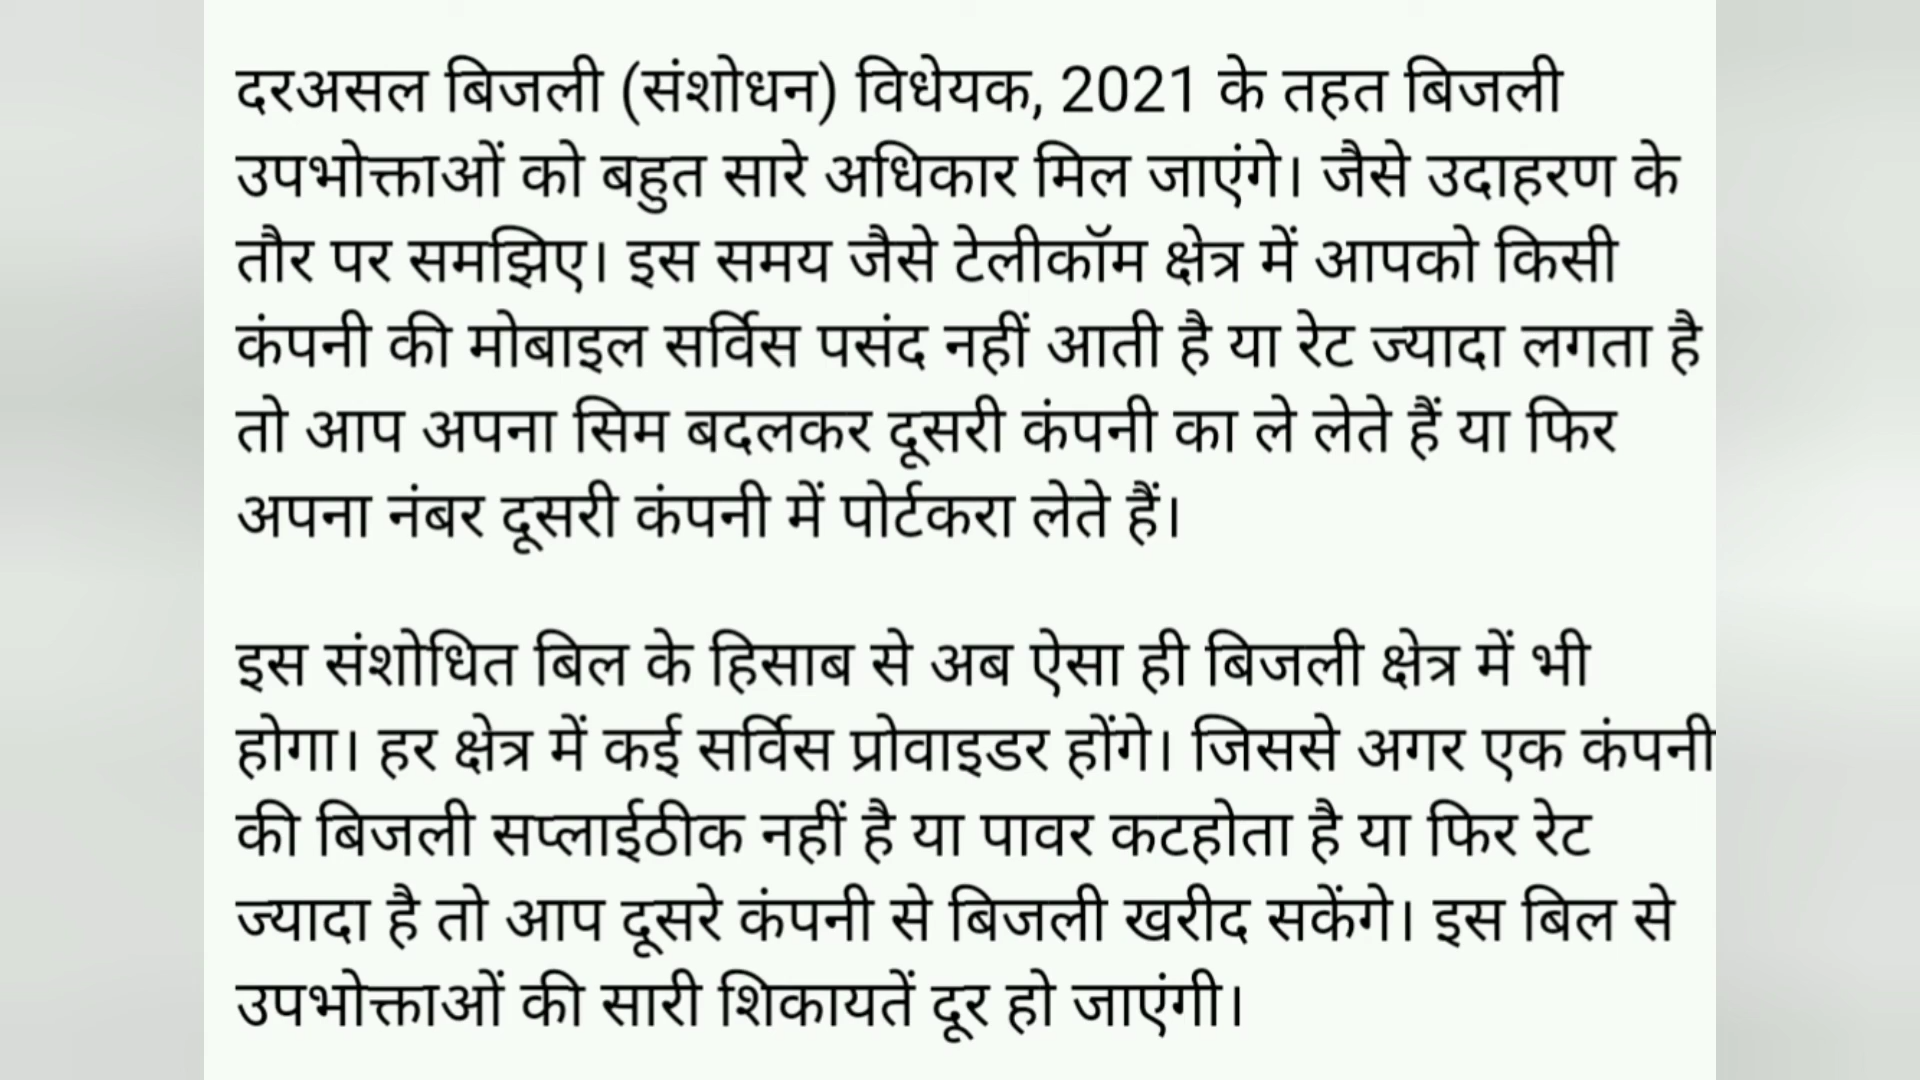 दरअसल बिजली (संशोधन) विधेयक, 2021 के तहत बिजली
उपभोक्ताओं को बहुत सारे अधिकार मिल जाएंगे। जैसे उदाहरण के
तौर पर समझिए। इस समय जैसे टेलीकॉम क्षेत्र में आपको किसी
कंपनी की मोबाइल सर्विस पसंद नहीं आती है या रेट ज्यादा लगता है
तो आप अपना सिम बदलकर दूसरी कंपनी का ले लेते हैं या फिर
अपना नंबर दूसरी कंपनी में पोर्टकरा लेते हैं।
इस संशोधित बिल के हिसाब से अब ऐसा ही बिजली क्षेत्र में भी
होगा। हर क्षेत्र में कई सर्विस प्रोवाइडर होंगे। जिससे अगर एक कंपनी
की बिजली सप्लाईठीक नहीं है या पावर कटहोता है या फिर रेट
ज्यादा है तो आप दूसरे कंपनी से बिजली खरीद सकेंगे। इस बिल से
उपभोक्ताओं की सारी शिकायतें दूर हो जाएंगी।